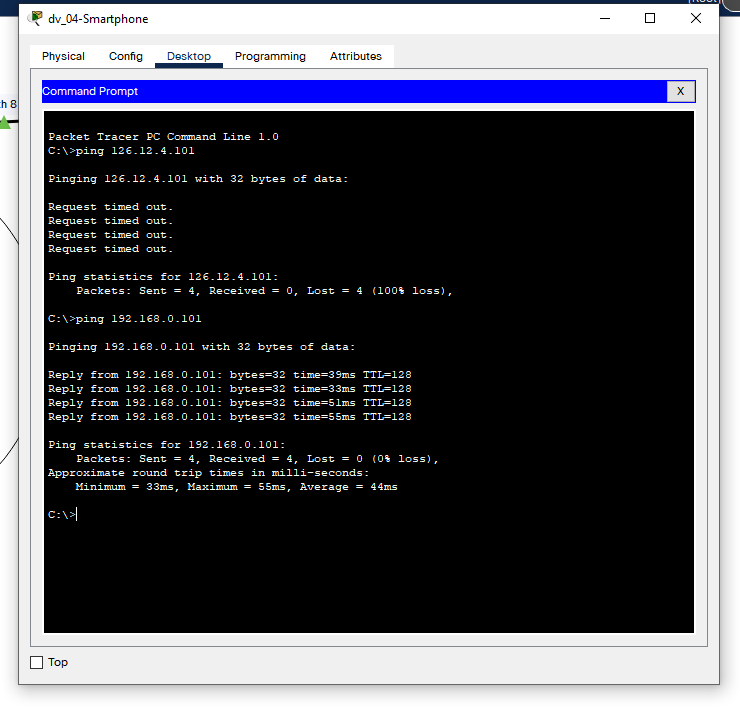 dv_04-Smartphone
Physical Config Desktop Programming Attributes
Command Prompt X
Packet Tracer PC Command Line 1.0
C:\>ping 126.12.4.101
Pinging 126.12.4.101 with 32 bytes of data:
Request timed out.
Request timed out.
Request timed out.
Request timed out.
Ping statistics for 126.12.4.101:
    Packets: Sent = 4, Received = 0, Lost = 4 (100% loss),
C:\>ping 192.168.0.101
Pinging 192.168.0.101 with 32 bytes of data:
Reply from 192.168.0.101: bytes=32 time=39ms TTL=128
Reply from 192.168.0.101: bytes=32 time=33ms TTL=128
Reply from 192.168.0.101: bytes=32 time=51ms TTL=128
Reply from 192.168.0.101: bytes=32 time=55ms TTL=128
Ping statistics for 192.168.0.101:
    Packets: Sent = 4, Received = 4, Lost = 0 (0% loss),
Approximate round trip times in milli-seconds:
    Minimum = 33ms, Maximum = 55ms, Average = 44ms
C:\>
Top